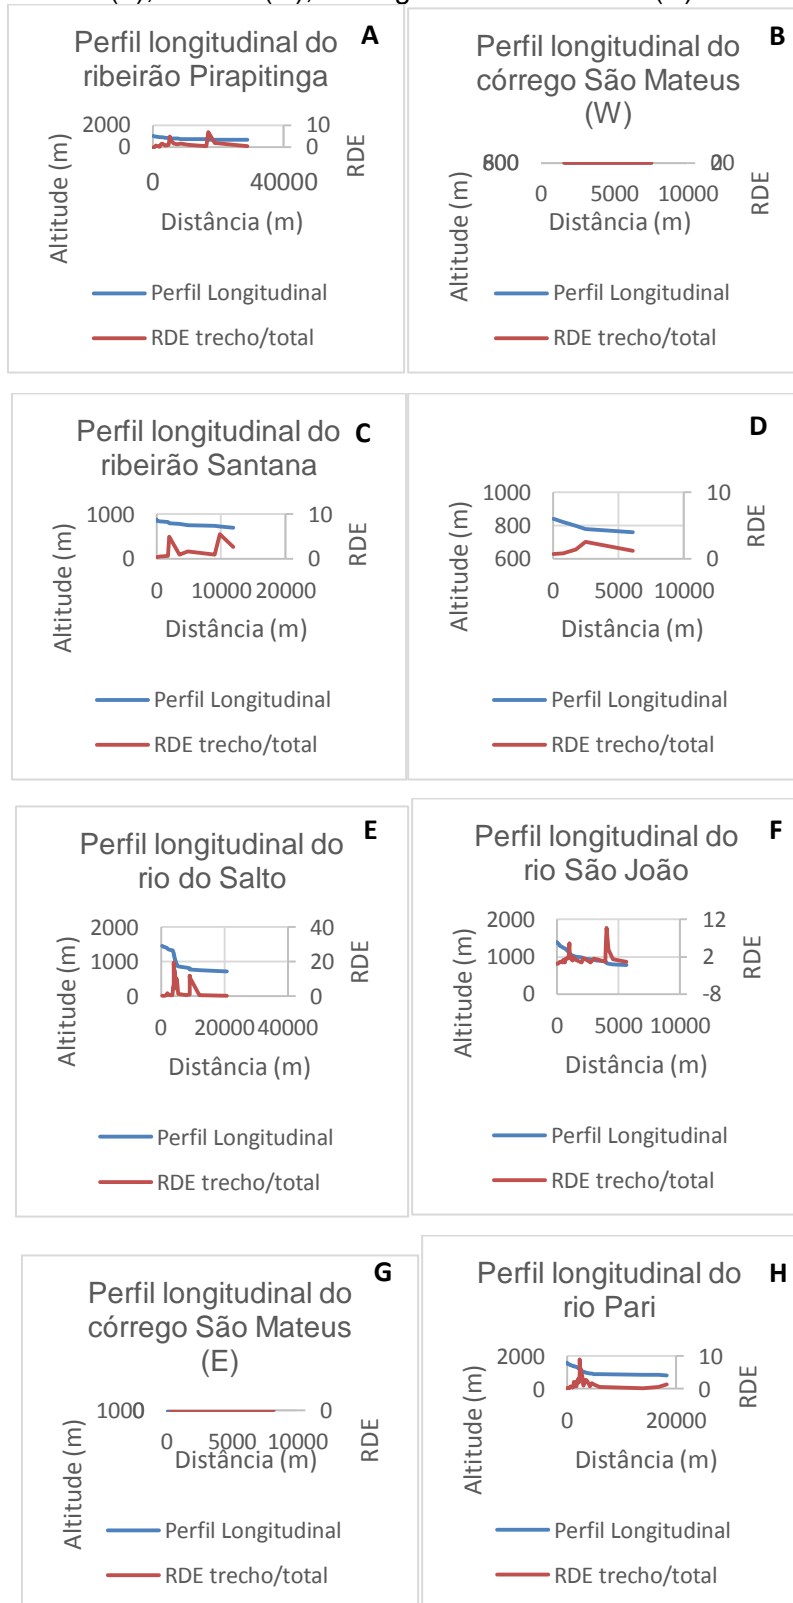 A
Perfil longitudinal do
ribeirão Pirapitinga
Altitude (m)
2000
0
10
0
RDE
0
40000
Distância (m)
Perfil Longitudinal
RDE trecho/total
B
Perfil longitudinal do
córrego São Mateus
(W)
Altitude (m)
RDE
0
5000
10000
Distância (m)
Perfil Longitudinal
RDE trecho/total
C
Perfil longitudinal do
ribeirão Santana
Altitude (m)
1000
0
10
0
RDE
0
10000
20000
Distância (m)
Perfil Longitudinal
RDE trecho/total
D
Altitude (m)
1000
800
600
10
0
RDE
0
5000
10000
Distância (m)
Perfil Longitudinal
RDE trecho/total
E
Perfil longitudinal do
rio do Salto
Altitude (m)
2000
1000
0
40
20
0
RDE
0
20000
40000
Distância (m)
Perfil Longitudinal
RDE trecho/total
F
Perfil longitudinal do
rio São João
Altitude (m)
2000
1000
0
12
2
-8
RDE
0
5000
10000
Distância (m)
Perfil Longitudinal
RDE trecho/total
G
Perfil longitudinal do
córrego São Mateus
(E)
Altitude (m)
0
RDE
0
5000
10000
Distância (m)
Perfil Longitudinal
RDE trecho/total
H
Perfil longitudinal do
rio Pari
Altitude (m)
2000
0
10
0
RDE
0
20000
Distância (m)
Perfil Longitudinal
RDE trecho/total